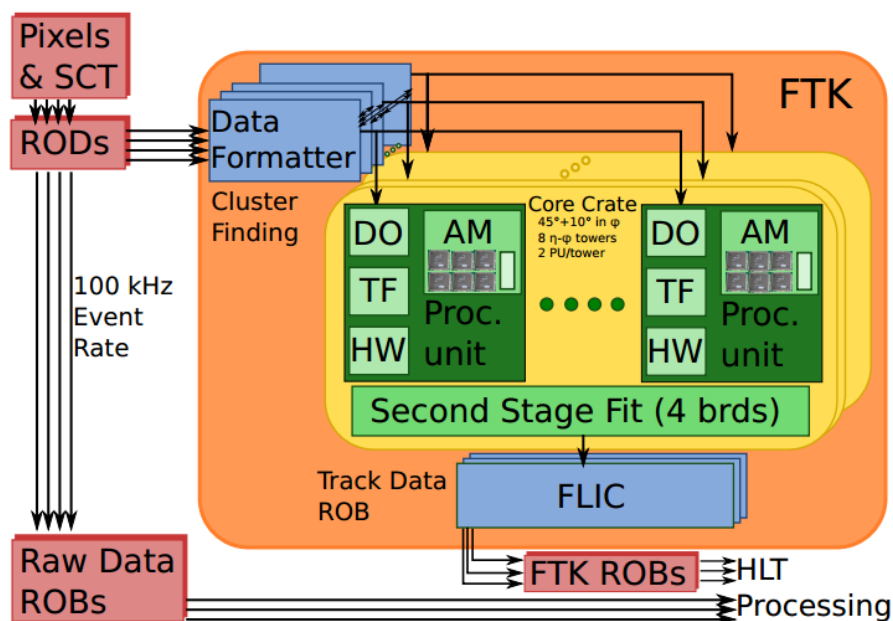 Pixels
& SCT
RODs
Data
Formatter
Cluster
Finding
FTK
Core Crate
45°+10° in φ
8 η-φ towers
2 PU/tower
DO
TF
HW
AM
Proc.
unit
DO
TF
HW
AM
Proc.
unit
100 kHz
Event
Rate
Second Stage Fit (4 brds)
Track Data
ROB
FLIC
Raw Data
ROBs
FTK ROBs
HLT
Processing